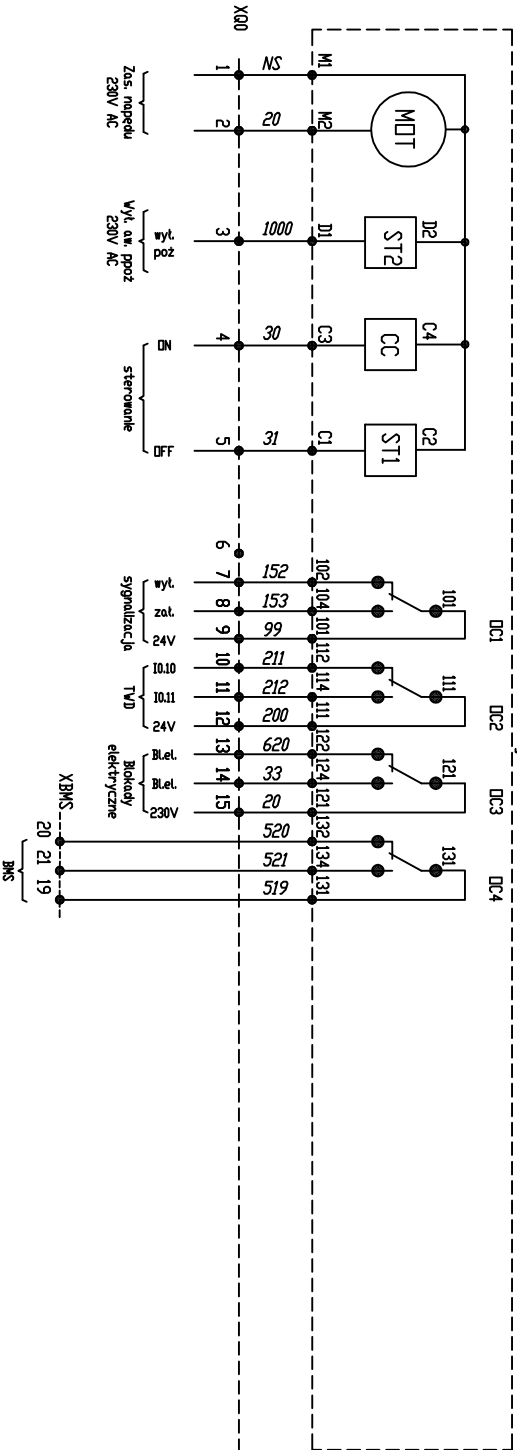 XQ0
1
2
3
4
5
6
7
8
9
10
11
12
13
14
15
NS
20
1000
30
31
152
153
99
211
212
200
620
33
20
520
521
519
M1
M2
D1
C3
C1
102
104
101
112
114
111
122
124
121
132
134
131
MOT
ST2
CC
ST1
D2
C4
C2
101
111
121
131
OC1
OC2
OC3
OC4
Zas. napędu
230V AC
wył.
poż
Wył. aw. ppoż
230V AC
ON
OFF
sterowanie
wył.
zał.
24V
sygnalizacja
I0.10
I0.11
24V
TWD
Bl.el.
Bl.el.
230V
Blokady
elektryczne
XBMS
20
21
19
BMS